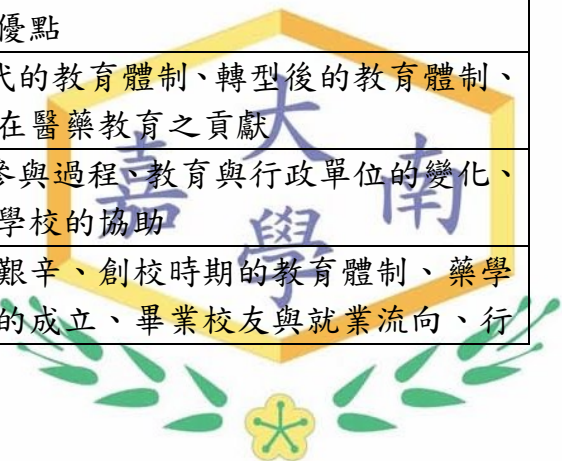 優點
代的教育體制、轉型後的教育體制、
在醫藥教育之貢獻
參與過程、教育與行政單位的變化、
學校的協助
艱辛、創校時期的教育體制、藥學
的成立、畢業校友與就業流向、行
大
嘉 南
學